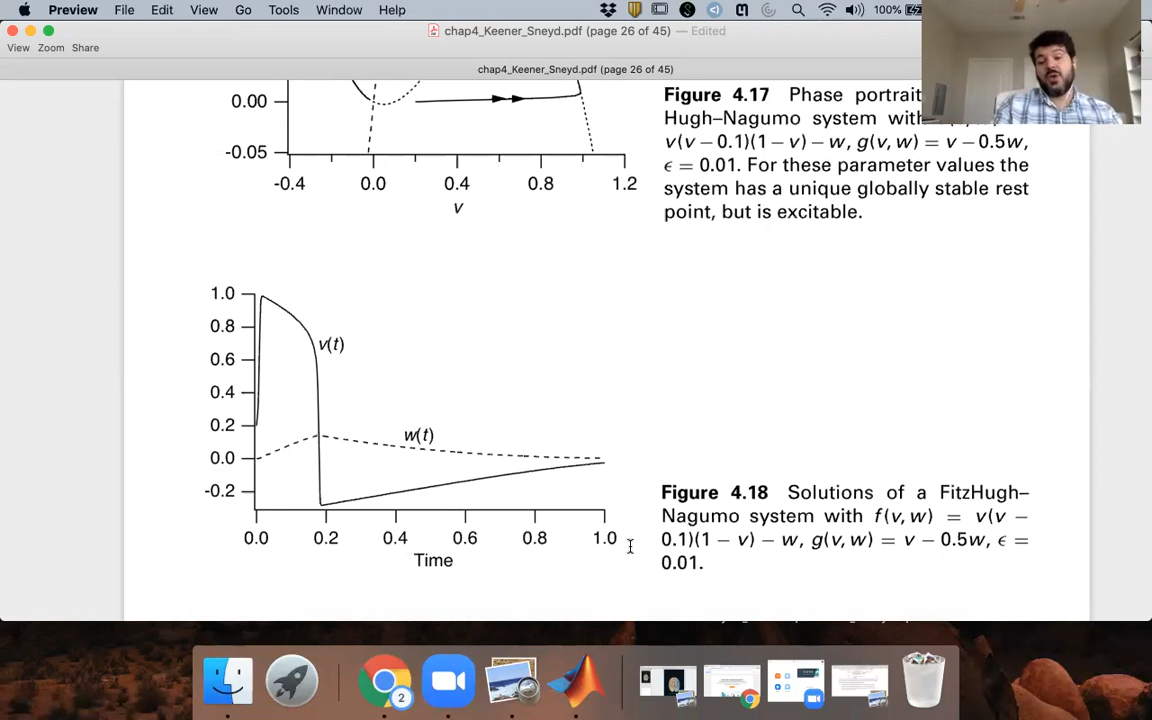 Preview File Edit View Go Tools Window Help 100%
chap4_Keener_Sneyd.pdf (page 26 of 45) — Edited
View Zoom Share
chap4_Keener_Sneyd.pdf (page 26 of 45)
0.00
-0.05
-0.4 0.0 0.4 0.8 1.2
v
Figure 4.17 Phase portrait
Hugh–Nagumo system with
v(v − 0.1)(1 − v) − w, g(v, w) = v − 0.5w,
ϵ = 0.01. For these parameter values the
system has a unique globally stable rest
point, but is excitable.
1.0
0.8
0.6
0.4
0.2
0.0
-0.2
v(t)
w(t)
0.0 0.2 0.4 0.6 0.8 1.0
Time
Figure 4.18 Solutions of a FitzHugh–
Nagumo system with f(v, w) = v(v −
0.1)(1 − v) − w, g(v, w) = v − 0.5w, ϵ =
0.01.
2